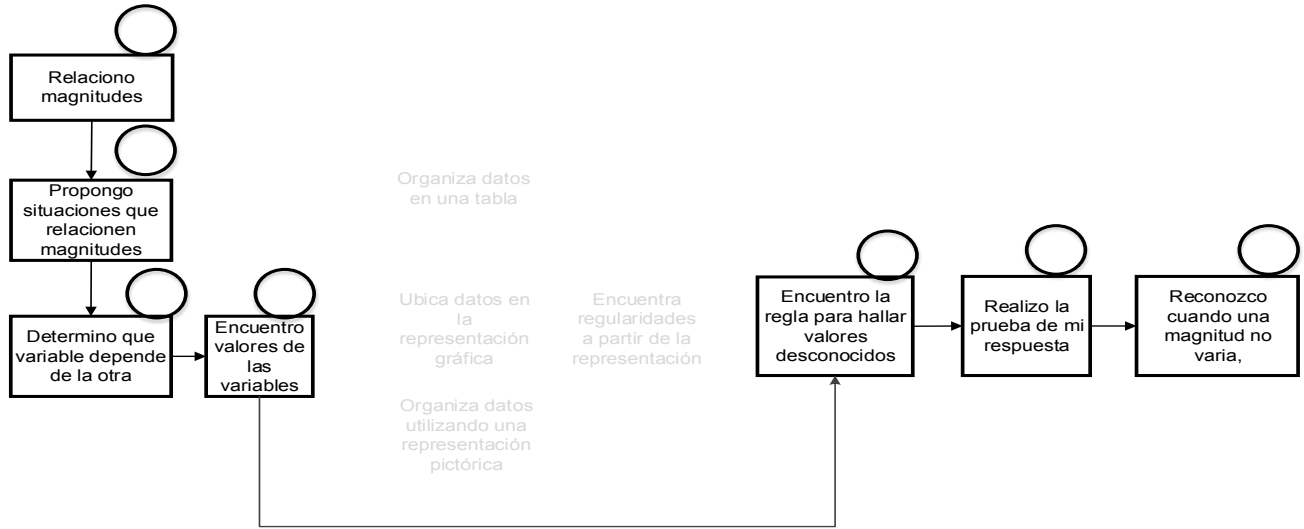 Relaciono
magnitudes
Propongo
situaciones que
relacionen
magnitudes
Determino que
variable depende
de la otra
Encuentro
valores de
las
variables
Organiza datos
en una tabla
Ubica datos en
la
representación
gráfica
Organiza datos
utilizando una
representación
pictórica
Encuentra
regularidades
a partir de la
representación
Encuentro la
regla para hallar
valores
desconocidos
Realizo la
prueba de mi
respuesta
Reconozco
cuando una
magnitud no
varia,